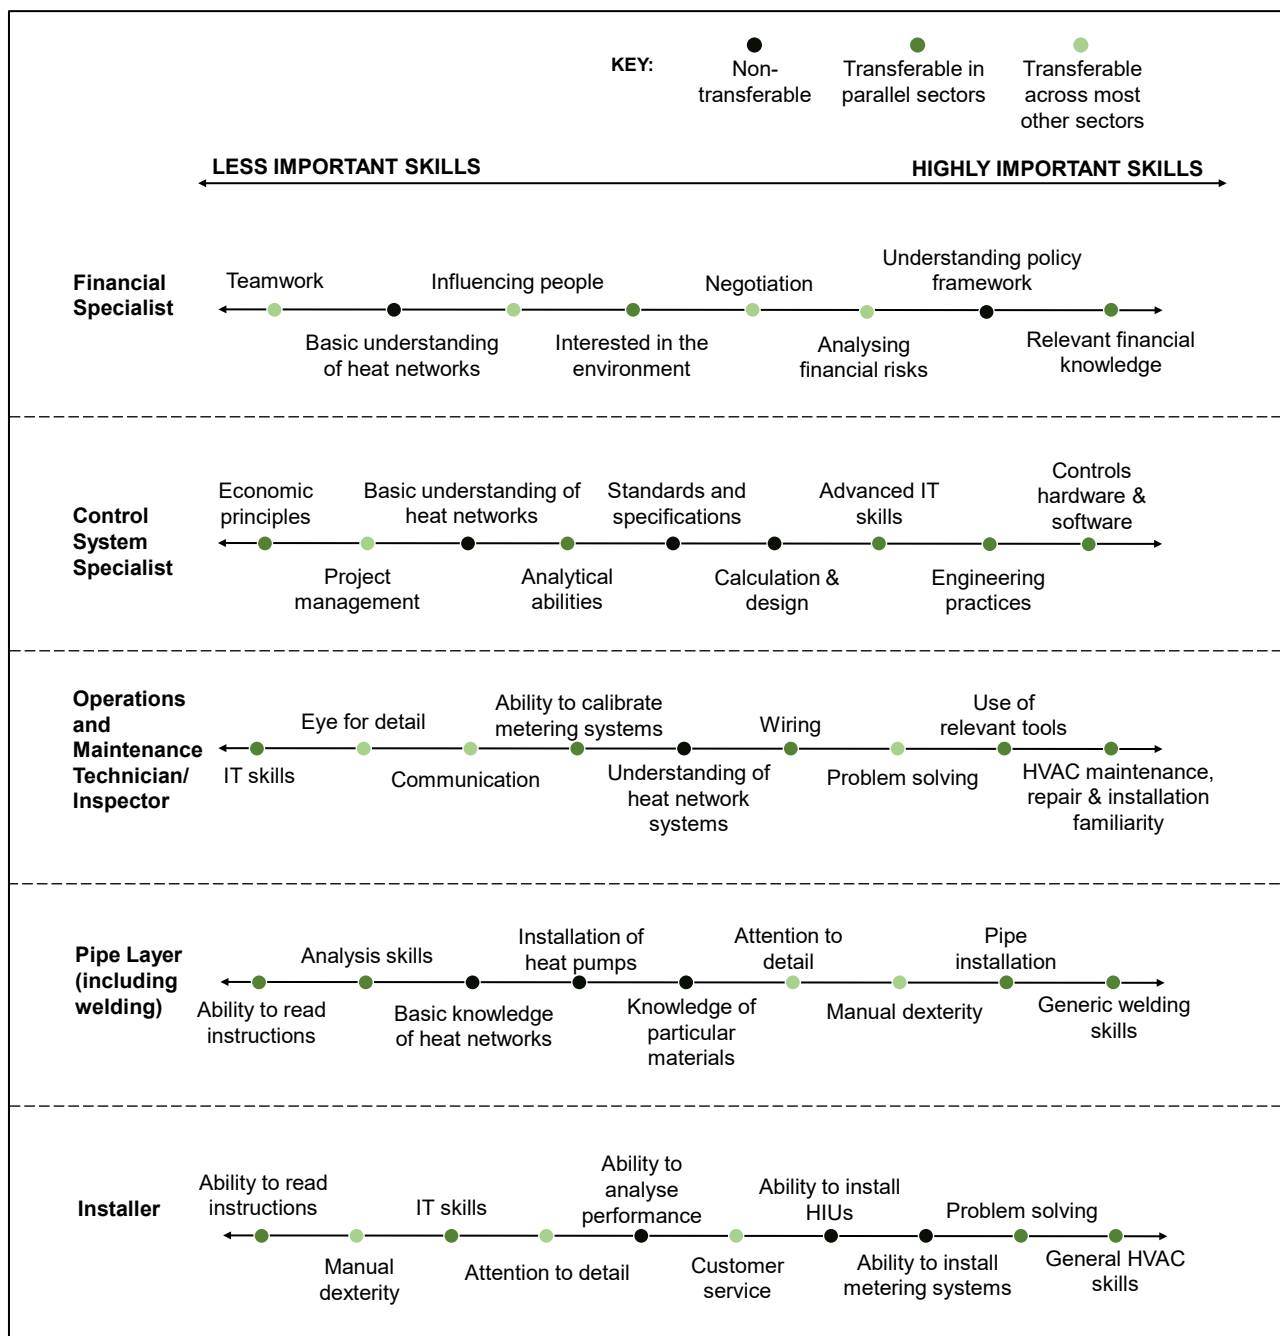 KEY:
Non-
transferable
Transferable in
parallel sectors
Transferable
across most
other sectors
LESS IMPORTANT SKILLS
HIGHLY IMPORTANT SKILLS
Financial
Specialist
Teamwork
Basic understanding
of heat networks
Influencing people
Interested in the
environment
Negotiation
Analysing
financial risks
Understanding policy
framework
Relevant financial
knowledge
Control
System
Specialist
Economic
principles
Project
management
Basic understanding of
heat networks
Analytical
abilities
Standards and
specifications
Calculation &
design
Advanced IT
skills
Engineering
practices
Controls
hardware &
software
Operations
and
Maintenance
Technician/
Inspector
IT skills
Eye for detail
Communication
Ability to calibrate
metering systems
Understanding of
heat network
systems
Wiring
Problem solving
Use of
relevant tools
HVAC maintenance,
repair & installation
familiarity
Pipe Layer
(including
welding)
Ability to read
instructions
Analysis skills
Basic knowledge
of heat networks
Installation of
heat pumps
Knowledge of
particular
materials
Attention to
detail
Manual dexterity
Pipe
installation
Generic welding
skills
Installer
Ability to read
instructions
Manual
dexterity
IT skills
Attention to detail
Ability to
analyse
performance
Customer
service
Ability to install
HIUs
Ability to install
metering systems
Problem solving
General HVAC
skills